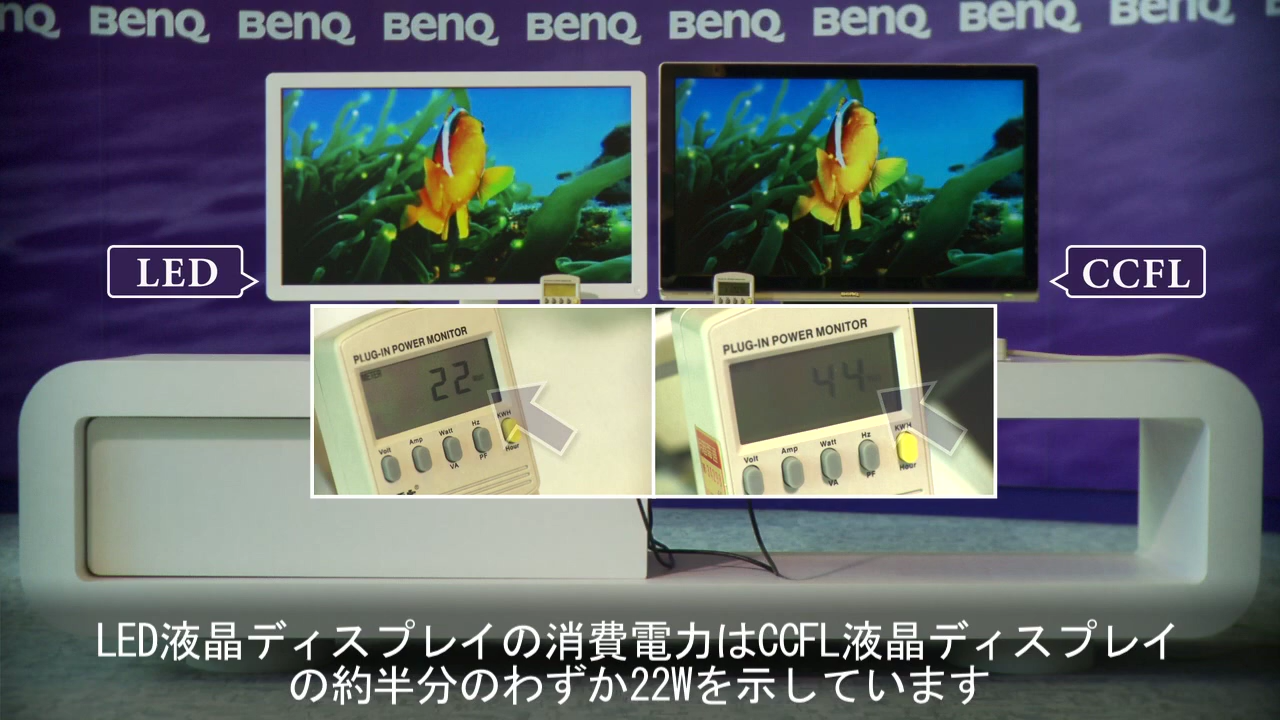 BenQ BenQ BenQ BenQ BenQ BenQ BenQ BenQ
LED
CCFL
PLUG-IN POWER MONITOR
22
Volt Amp Watt Hz KWH
VA PF Hour
PLUG-IN POWER MONITOR
44
Volt Amp Watt Hz KWH
VA PF Hour
LED液晶ディスプレイの消費電力はCCFL液晶ディスプレイ
の約半分のわずか22Wを示しています